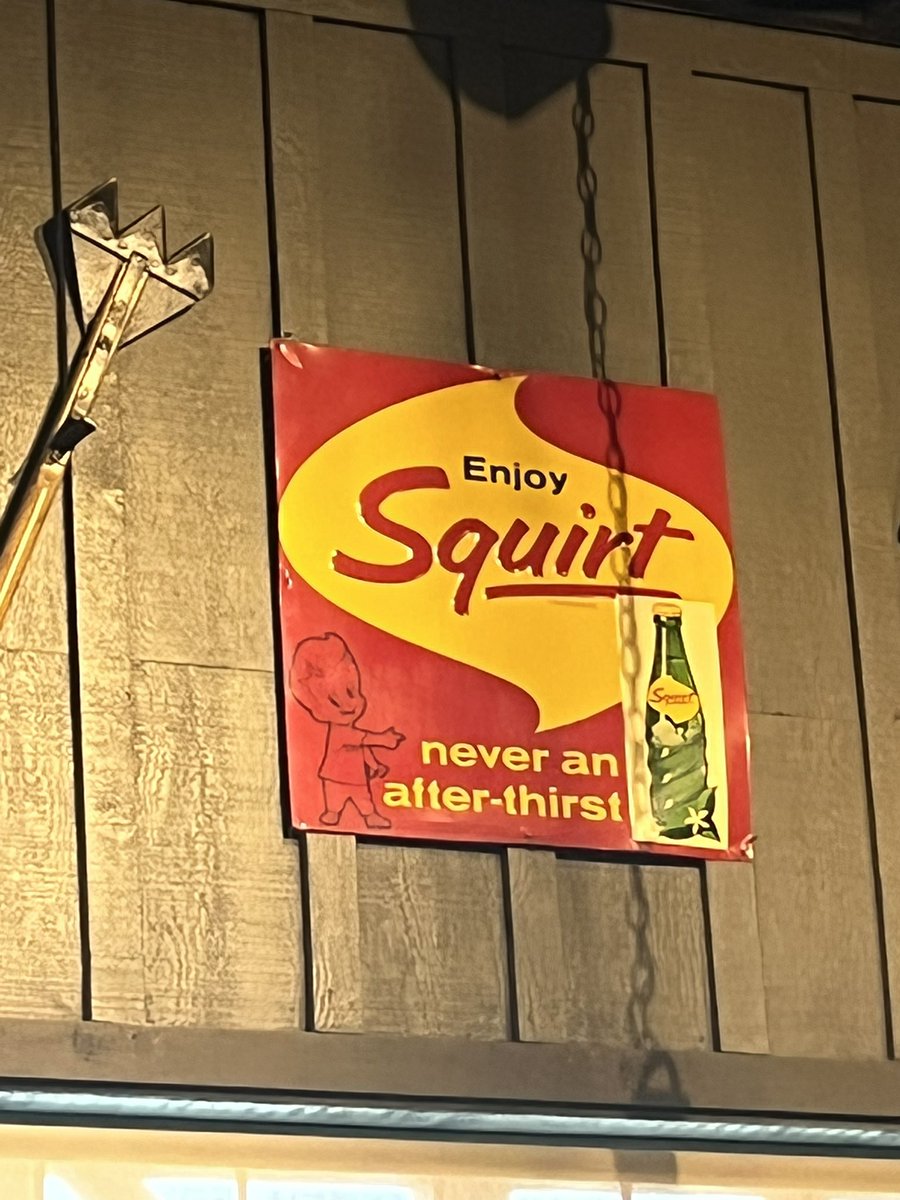 Enjoy
Squirt
Squirt
never an
after-thirst